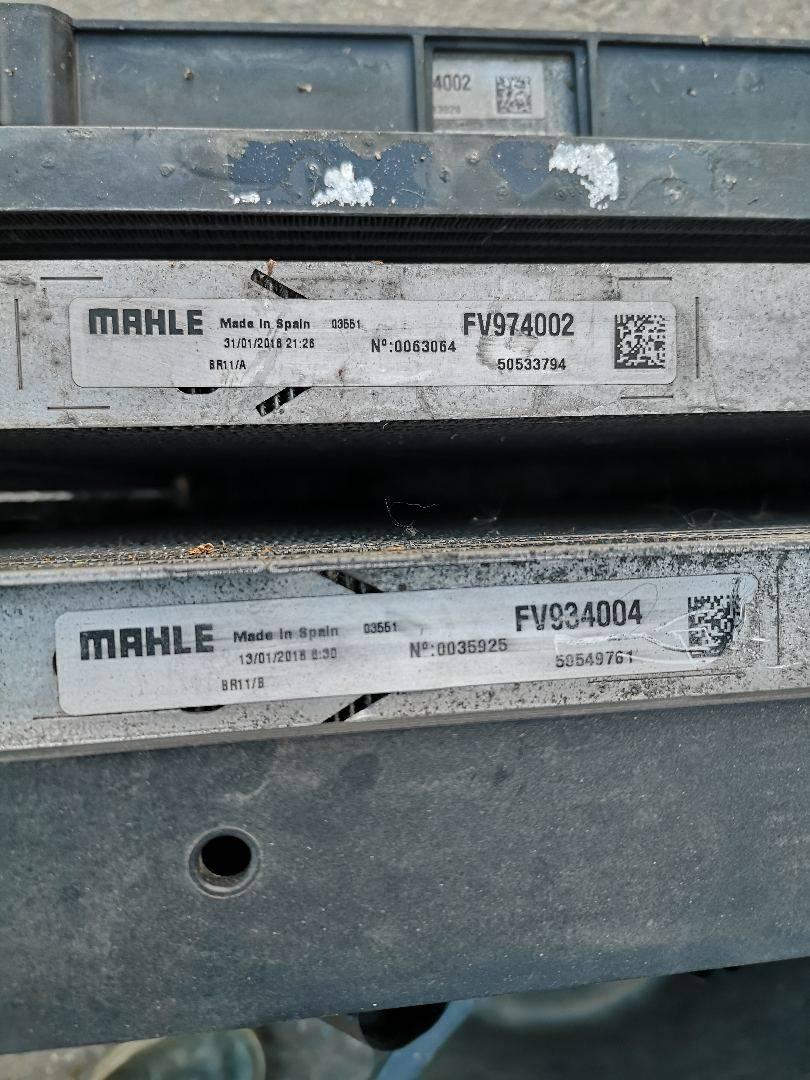 4002
MAHLE Made in Spain 03551 FV974002
31/01/2018 21:26 Nº:0063064
BR11/A 50533794
MAHLE Made in Spain 03551 FV934004
13/01/2018 8:30 Nº:0035925
BR11/B 50549761